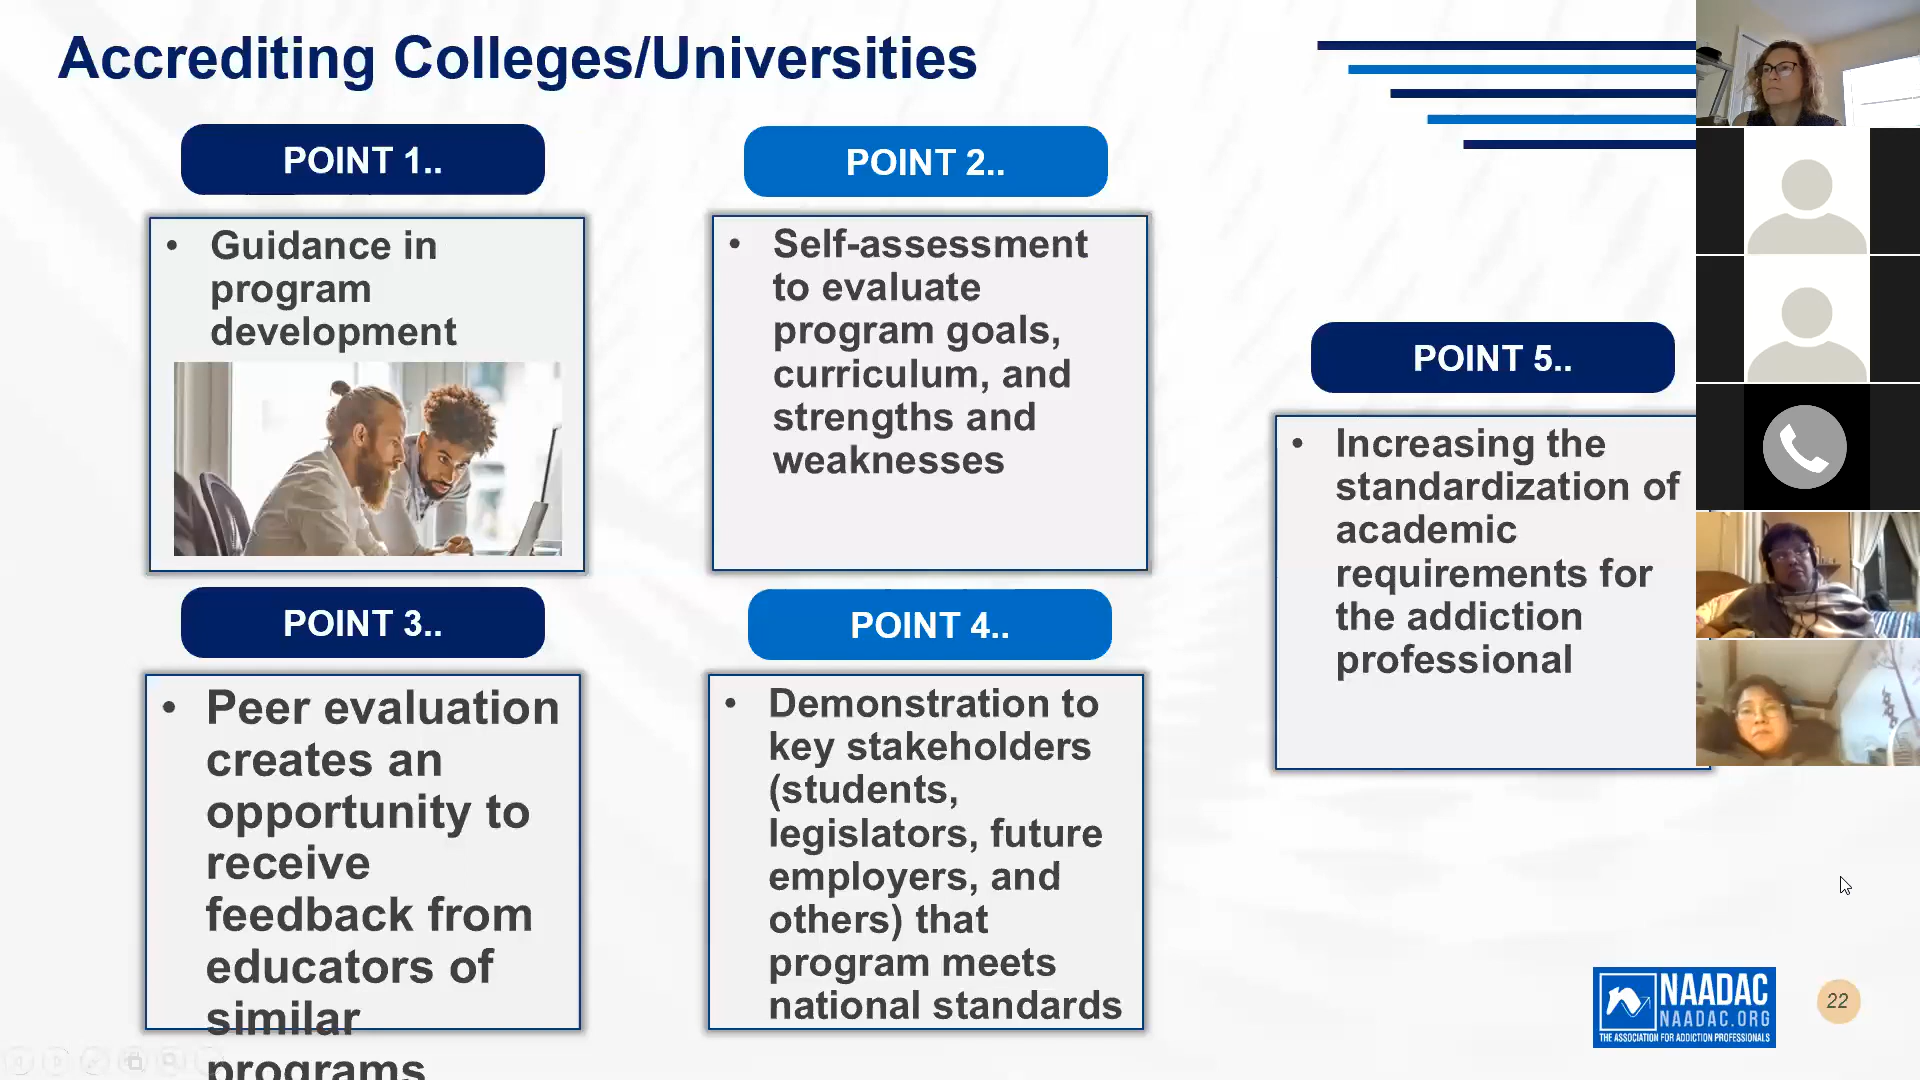 Accrediting Colleges/Universities
POINT 1..
• Guidance in
program
development
POINT 2..
• Self-assessment
to evaluate
program goals,
curriculum, and
strengths and
weaknesses
POINT 3..
• Peer evaluation
creates an
opportunity to
receive
feedback from
educators of
similar
programs
POINT 4..
• Demonstration to
key stakeholders
(students,
legislators, future
employers, and
others) that
program meets
national standards
POINT 5..
• Increasing the
standardization of
academic
requirements for
the addiction
professional
NAADAC
NAADAC.ORG
THE ASSOCIATION FOR ADDICTION PROFESSIONALS
22